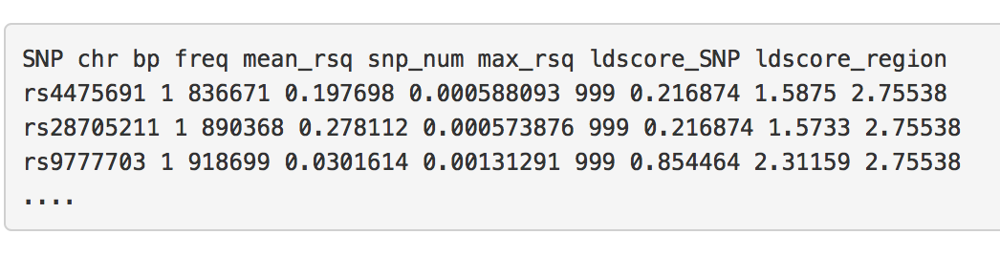 SNP chr bp freq mean_rsq snp_num max_rsq ldscore_SNP ldscore_region
rs4475691 1 836671 0.197698 0.000588093 999 0.216874 1.5875 2.75538
rs28705211 1 890368 0.278112 0.000573876 999 0.216874 1.5733 2.75538
rs9777703 1 918699 0.0301614 0.00131291 999 0.854464 2.31159 2.75538
....